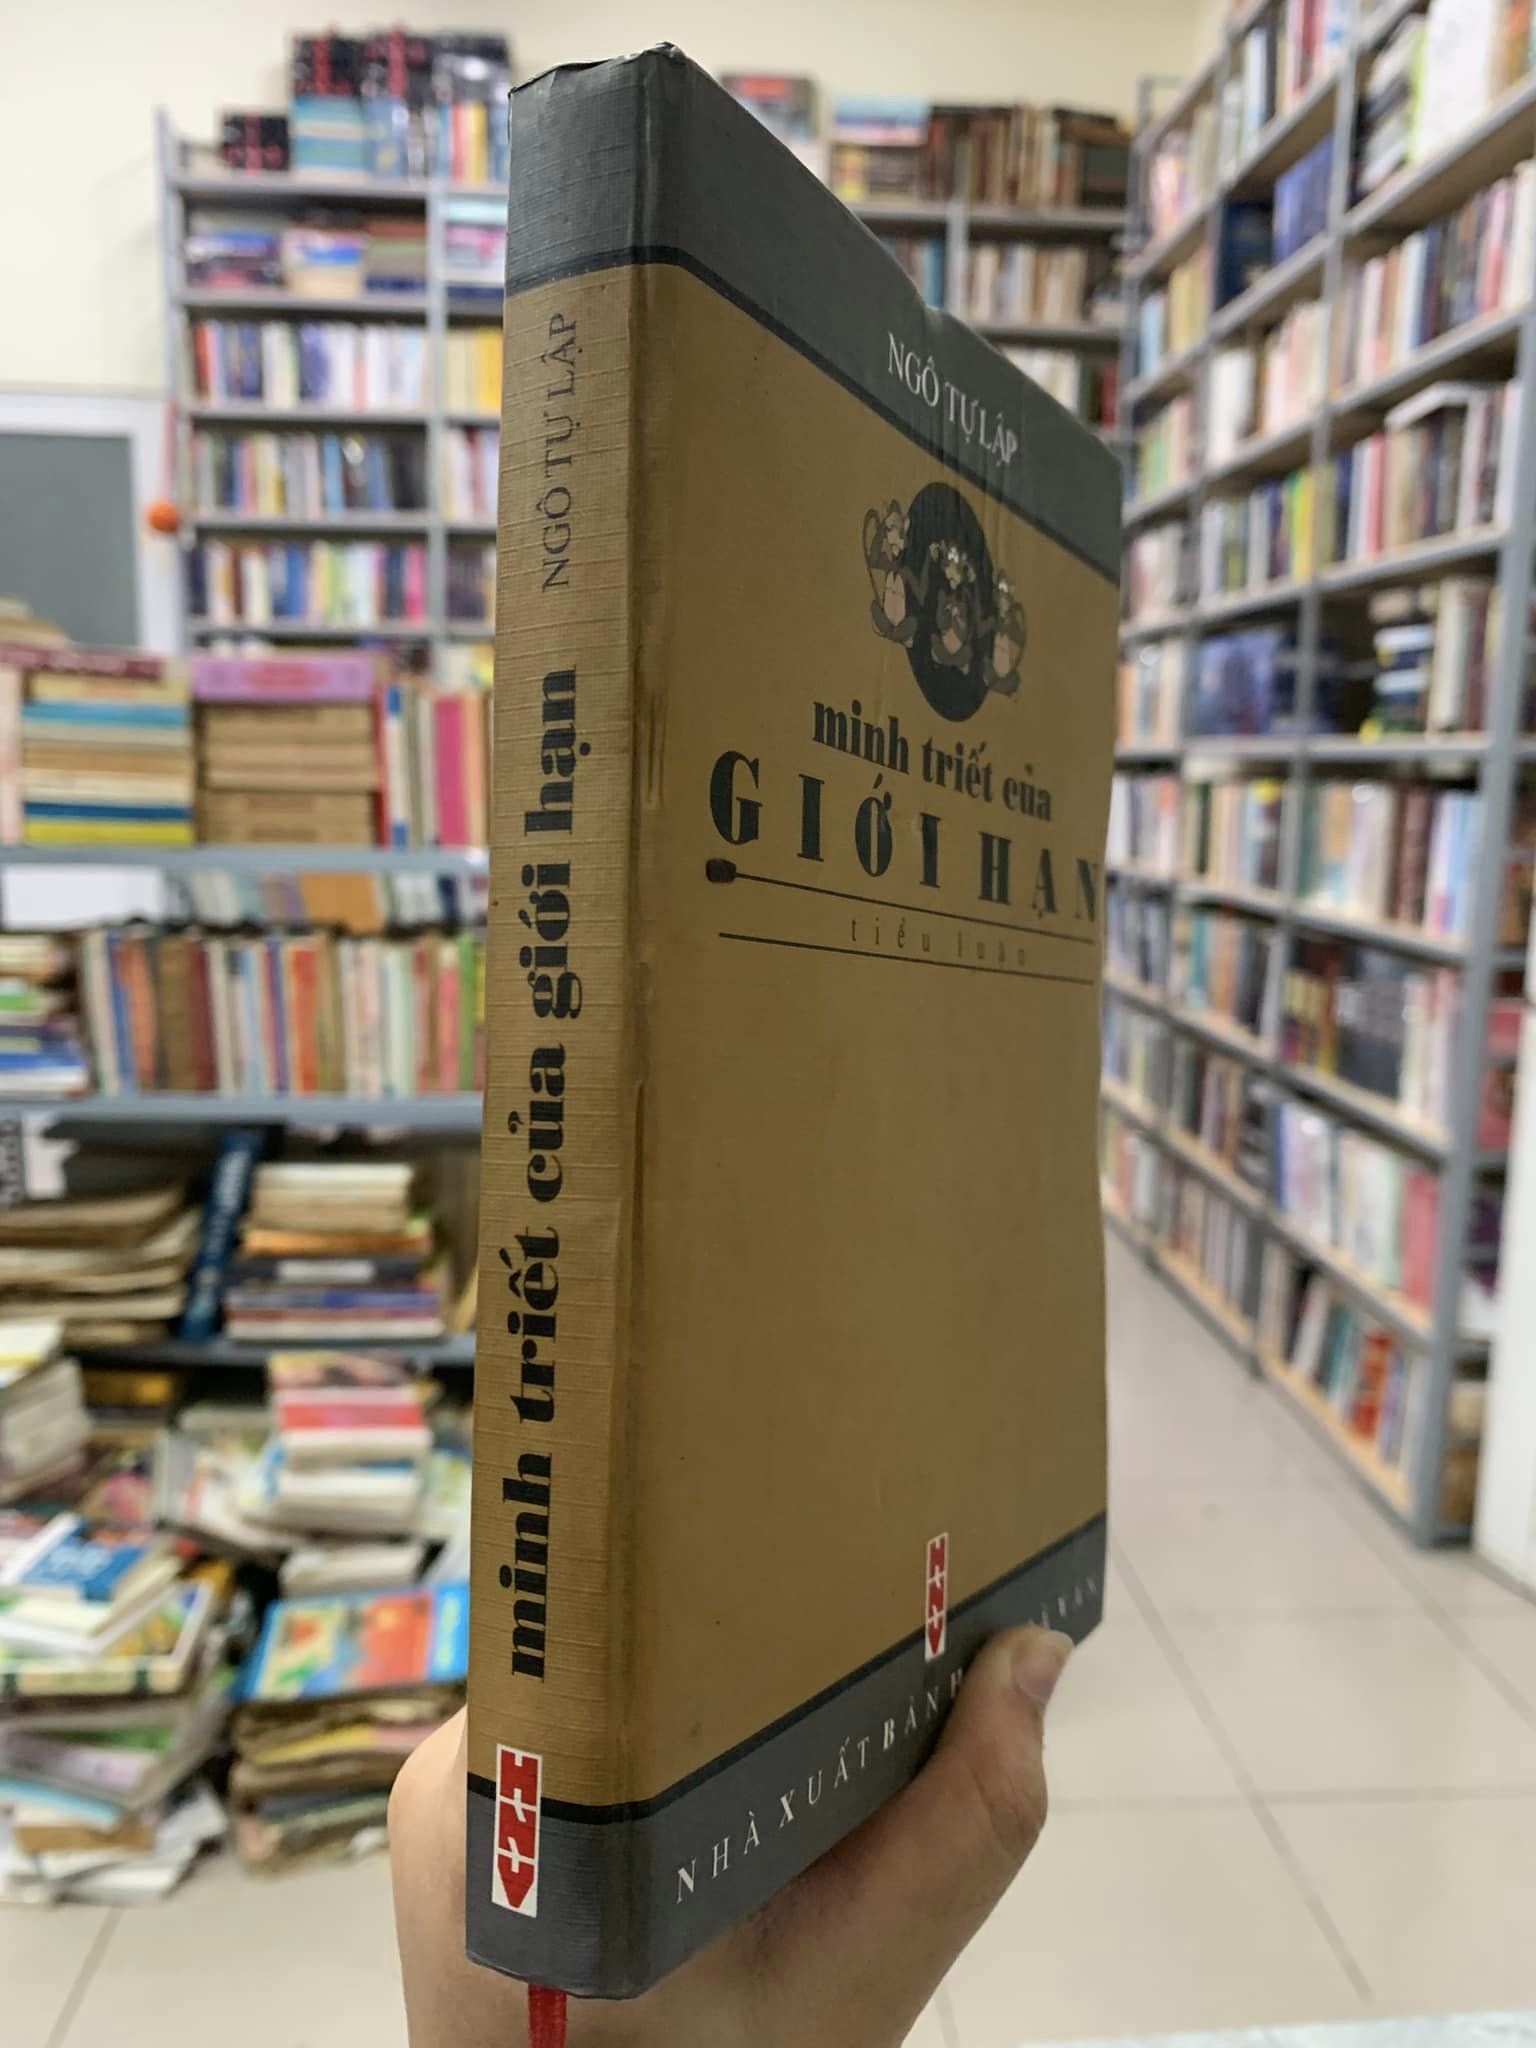 minh triết của giới hạn NGÔ TỰ LẬP
NGÔ TỰ LẬP
minh triết của
GIỚI HẠN
tiểu luận
NHÀ XUẤT BẢN